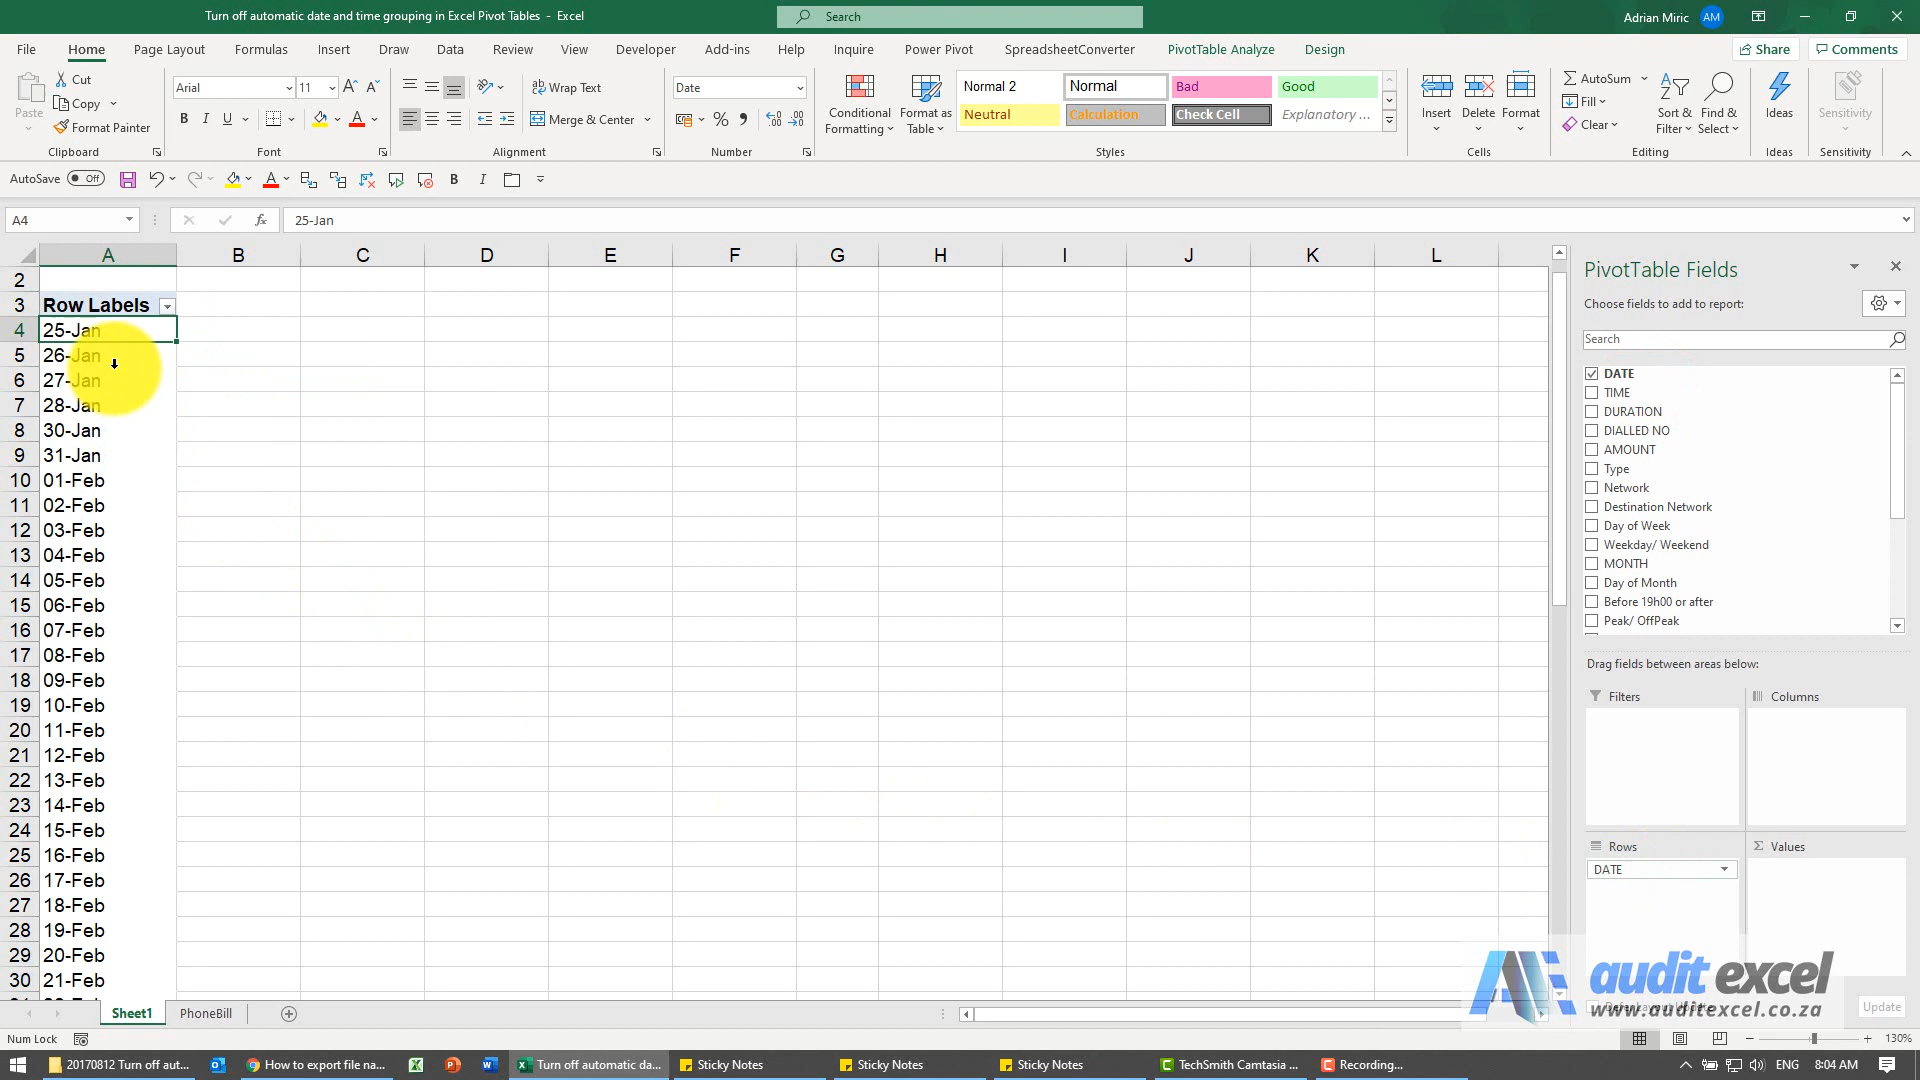 Turn off automatic date and time grouping in Excel Pivot Tables - Excel
Search
Adrian Miric AM
File Home Page Layout Formulas Insert Draw Data Review View Developer Add-ins Help Inquire Power Pivot SpreadsheetConverter PivotTable Analyze Design Share Comments
Paste Cut Copy Format Painter Clipboard
Arial 11 B I U Font
Wrap Text Merge & Center Alignment
Date % Number
Conditional Formatting Format as Table
Normal 2 Normal Bad Good
Neutral Calculation Check Cell Explanatory ...
Styles
Insert Delete Format Cells
AutoSum Fill Clear Sort & Filter Find & Select Editing
Ideas Ideas
Sensitivity Sensitivity
AutoSave Off B I
A4 fx 25-Jan
A B C D E F G H I J K L
2
3 Row Labels
4 25-Jan
5 26-Jan
6 27-Jan
7 28-Jan
8 30-Jan
9 31-Jan
10 01-Feb
11 02-Feb
12 03-Feb
13 04-Feb
14 05-Feb
15 06-Feb
16 07-Feb
17 08-Feb
18 09-Feb
19 10-Feb
20 11-Feb
21 12-Feb
22 13-Feb
23 14-Feb
24 15-Feb
25 16-Feb
26 17-Feb
27 18-Feb
28 19-Feb
29 20-Feb
30 21-Feb
PivotTable Fields
Choose fields to add to report:
Search
DATE
TIME
DURATION
DIALLED NO
AMOUNT
Type
Network
Destination Network
Day of Week
Weekday/ Weekend
MONTH
Day of Month
Before 19h00 or after
Peak/ OffPeak
Drag fields between areas below:
Filters Columns
Rows Values
DATE
audit excel
www.auditexcel.co.za
Update
Sheet1 PhoneBill
Num Lock 130%
20170812 Turn off aut... How to export file na... Turn off automatic da... Sticky Notes Sticky Notes Sticky Notes TechSmith Camtasia ... Recording... ENG 8:04 AM